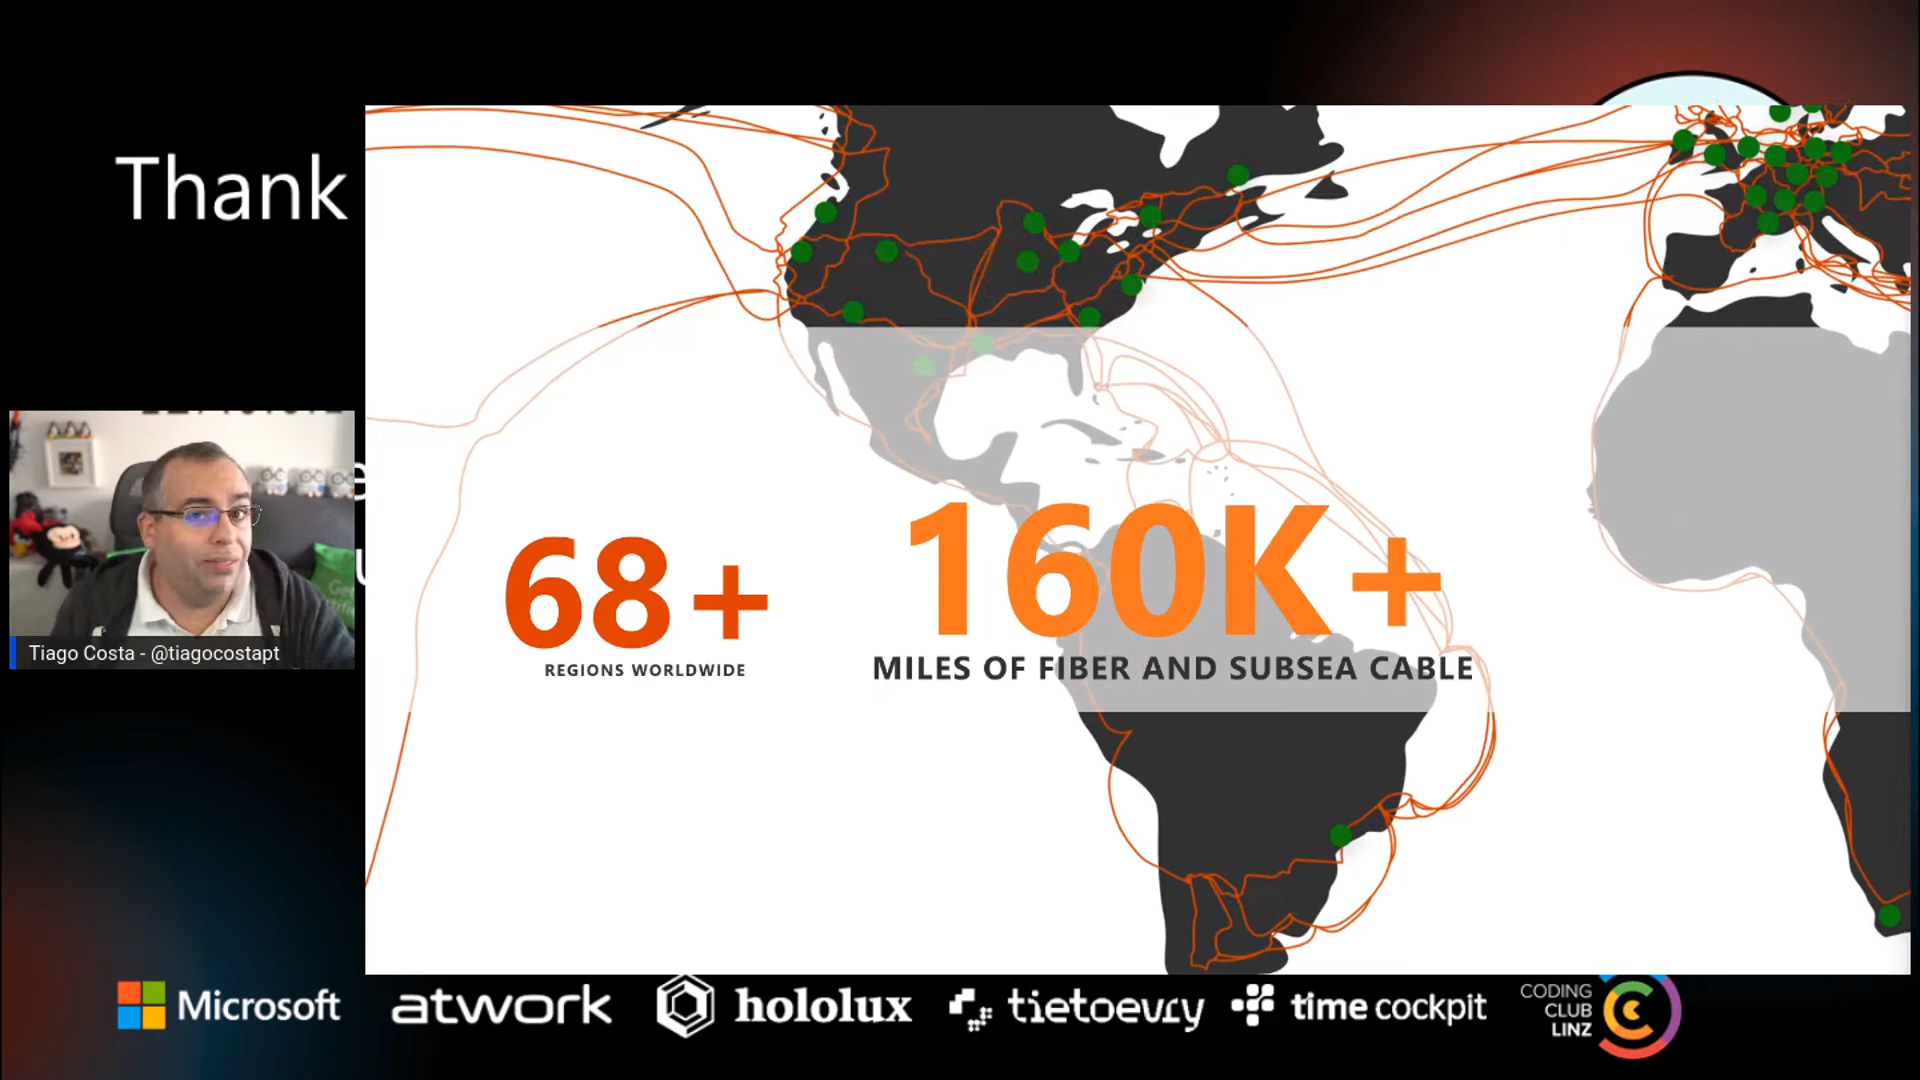 Thank
68+
REGIONS WORLDWIDE
160K+
MILES OF FIBER AND SUBSEA CABLE
Tiago Costa - @tiagocostapt
Microsoft
atwork
hololux
tietoevry
time cockpit
CODING
CLUB
LINZ